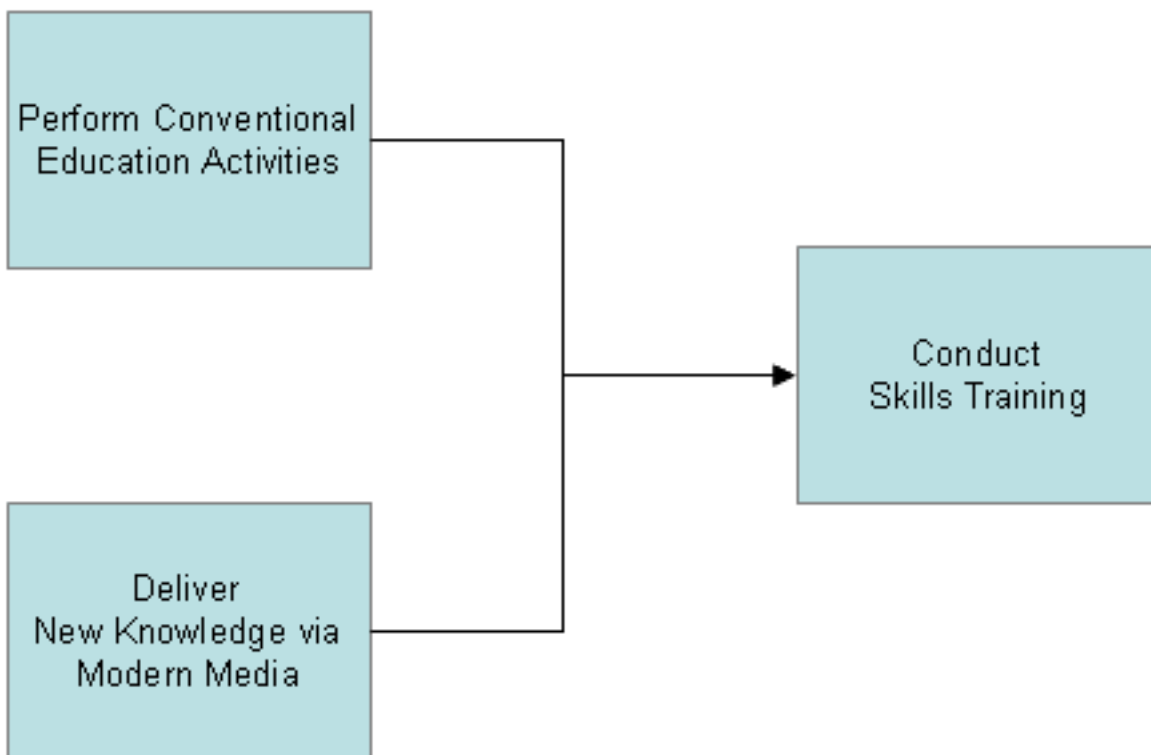 Perform Conventional
Education Activities
Conduct
Skills Training
Deliver
New Knowledge via
Modern Media